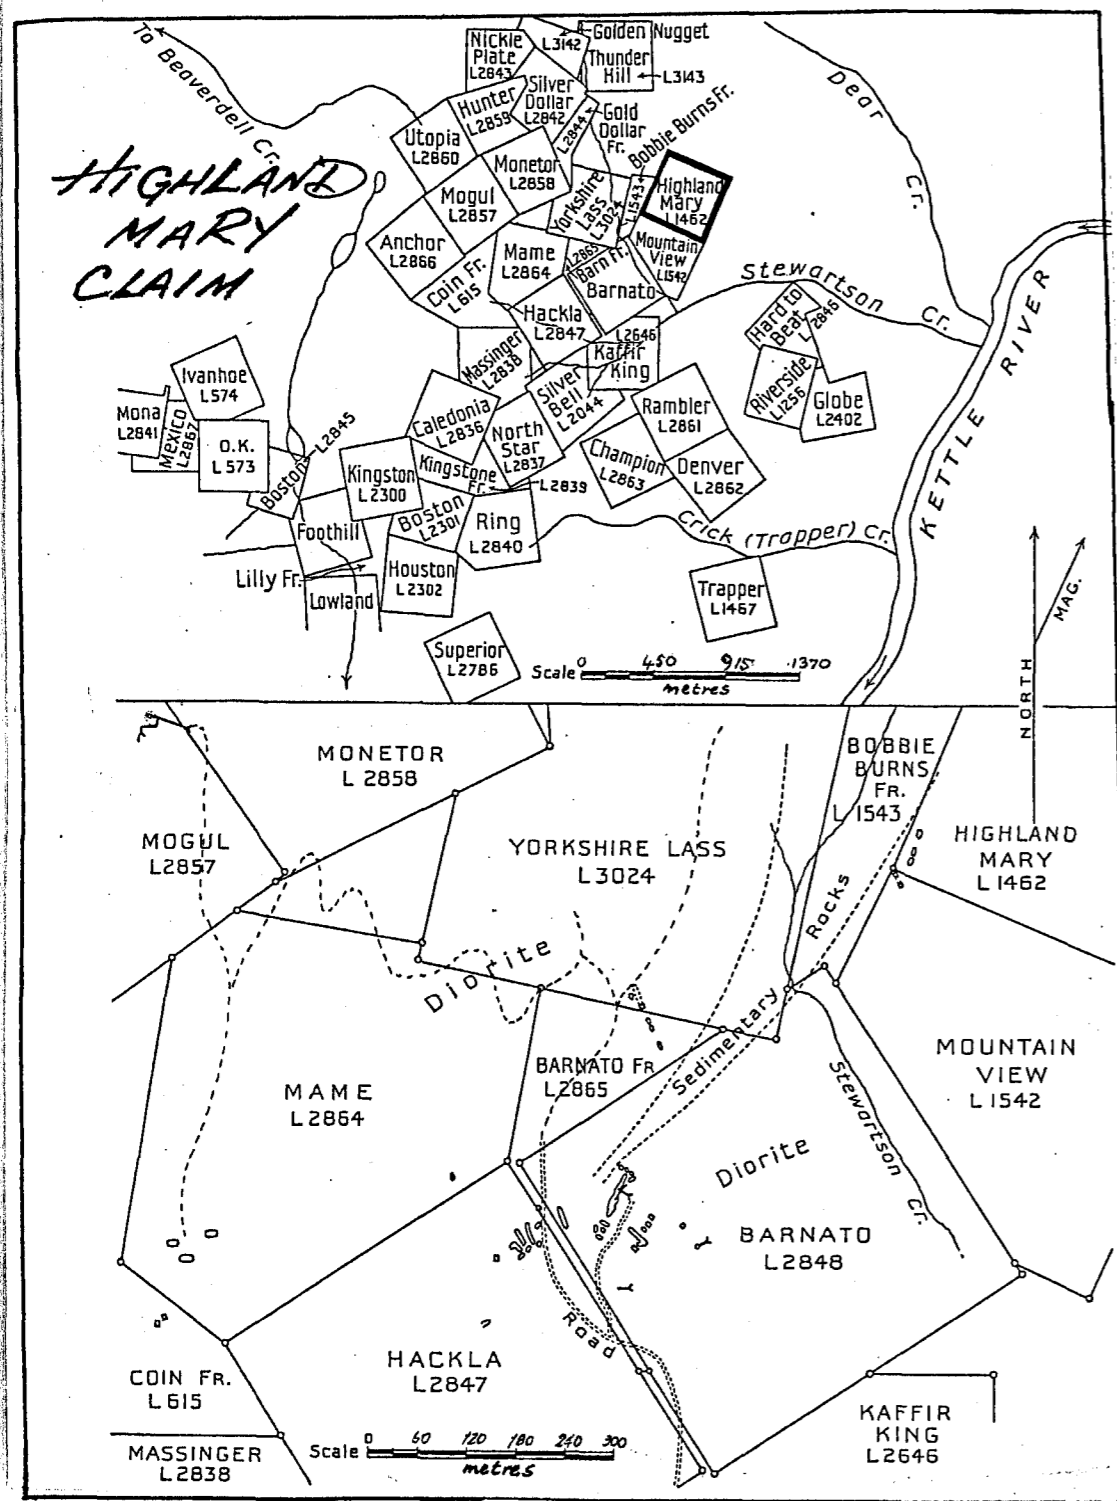 To Beaverdell Cr.
HIGHLAND
MARY
CLAIM
Nickle
Plate
L2843
L3142
Golden Nugget
Thunder
Hill
L3143
Hunter
L2859
Silver
Dollar
L2842
L2844
Gold
Dollar
Fr.
Bobbie Burns Fr.
L1543
Dear
Cr.
Utopia
L2860
Monetor
L2858
Mogul
L2857
Yorkshire
Lass
L3024
Highland
Mary
L1462
Anchor
L2866
Coin Fr.
L615
Mame
L2864
L2865
Barn Fr.
Barnato
Mountain
View
L1542
Hackla
L2847
L2646
Kaffir
King
Stewartson
Cr.
Hard to
Beat
L2846
KETTLE RIVER
Massinger
L2838
Silver
Bell
L2044
Riverside
L1256
Globe
L2402
Ivanhoe
L574
Mona
L2841
Mexico
L2867
O.K.
L573
Boston
L2845
Caledonia
L2836
North
Star
L2837
Rambler
L2861
Champion
L2863
Denver
L2862
Kingston
L2300
Kingstone
Fr.
L2839
Boston
L2301
Ring
L2840
Foothill
Crick (Trapper) Cr.
Lilly Fr.
Lowland
Houston
L2302
Trapper
L1467
Superior
L2786
Scale
0 450 915 1370
metres
NORTH
MAG.
MONETOR
L 2858
MOGUL
L2857
YORKSHIRE LASS
L3024
BOBBIE
BURNS
FR.
L 1543
HIGHLAND
MARY
L1462
Diorite
Sedimentary Rocks
BARNATO FR
L2865
MAME
L2864
MOUNTAIN
VIEW
L1542
Stewartson Cr.
Diorite
BARNATO
L2848
Road
HACKLA
L2847
COIN FR.
L615
MASSINGER
L2838
KAFFIR
KING
L2646
Scale
0 60 120 180 240 300
metres